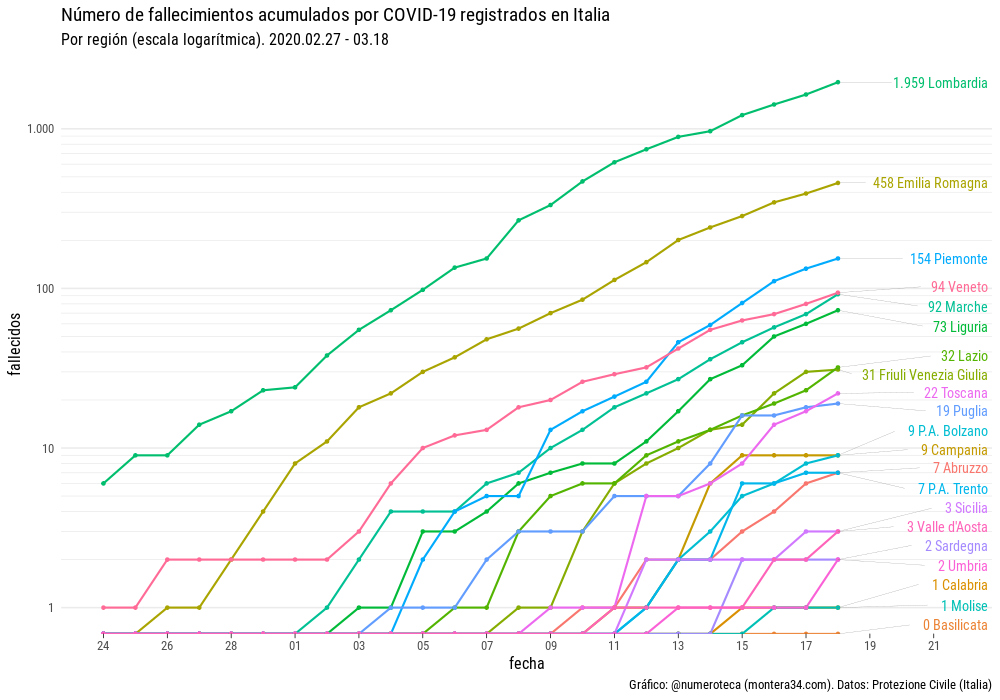 Número de fallecimientos acumulados por COVID-19 registrados en Italia
Por región (escala logarítmica). 2020.02.27 - 03.18
fallecidos
1.000
100
10
1
1.959 Lombardia
458 Emilia Romagna
154 Piemonte
94 Veneto
92 Marche
73 Liguria
32 Lazio
31 Friuli Venezia Giulia
22 Toscana
19 Puglia
9 P.A. Bolzano
9 Campania
7 Abruzzo
7 P.A. Trento
3 Sicilia
3 Valle d'Aosta
2 Sardegna
2 Umbria
1 Calabria
1 Molise
0 Basilicata
24 26 28 01 03 05 07 09 11 13 15 17 19 21
fecha
Gráfico: @numeroteca (montera34.com). Datos: Protezione Civile (Italia)